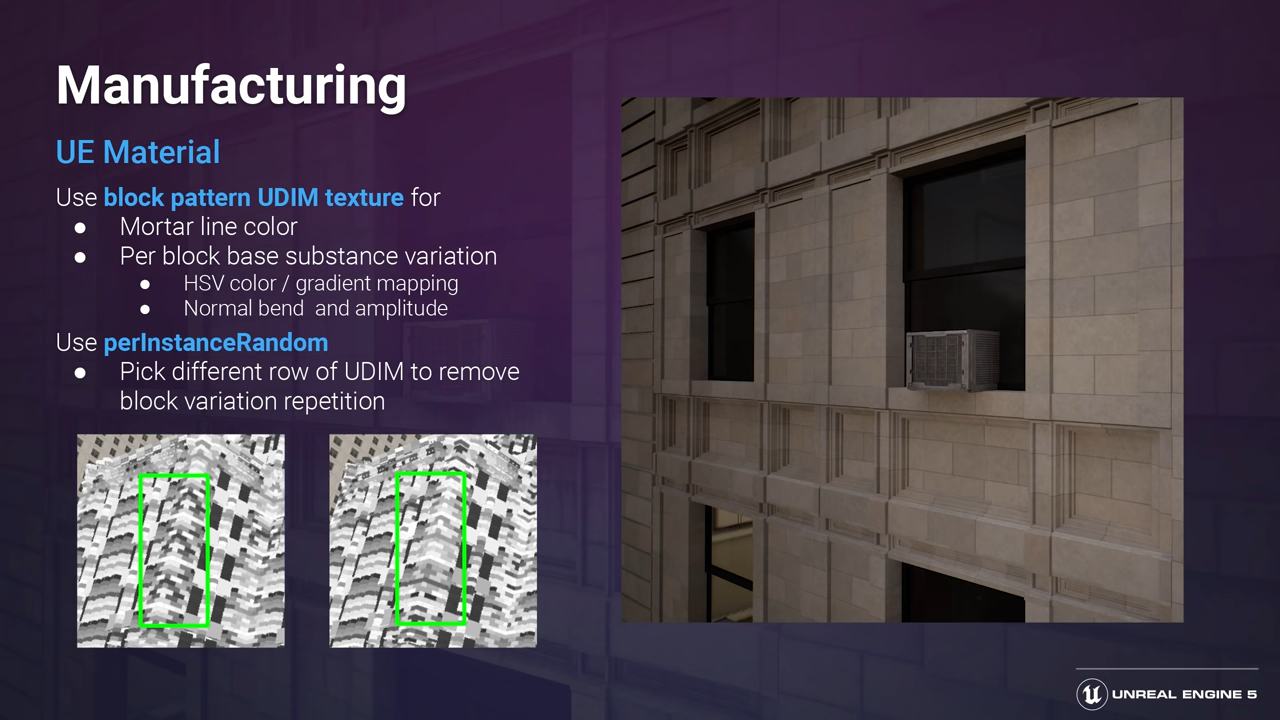 Manufacturing
UE Material
Use block pattern UDIM texture for
● Mortar line color
● Per block base substance variation
● HSV color / gradient mapping
● Normal bend  and amplitude
Use perInstanceRandom
● Pick different row of UDIM to remove
block variation repetition
UNREAL ENGINE 5